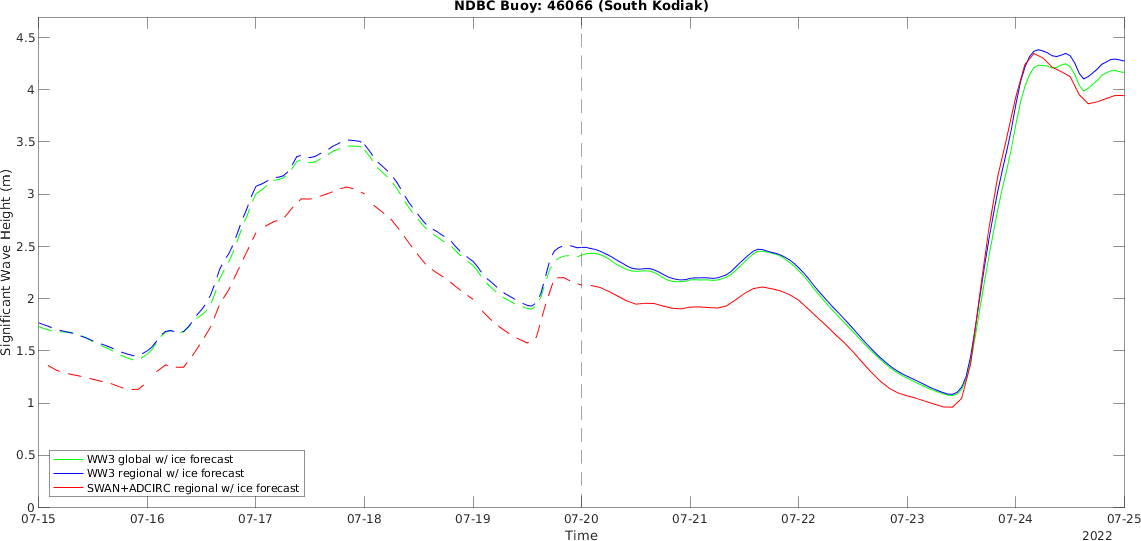 NDBC Buoy: 46066 (South Kodiak)
Significant Wave Height (m)
4.5
4
3.5
3
2.5
2
1.5
1
0.5
0
WW3 global w/ ice forecast
WW3 regional w/ ice forecast
SWAN+ADCIRC regional w/ ice forecast
07-15 07-16 07-17 07-18 07-19 07-20 07-21 07-22 07-23 07-24 07-25
Time
2022